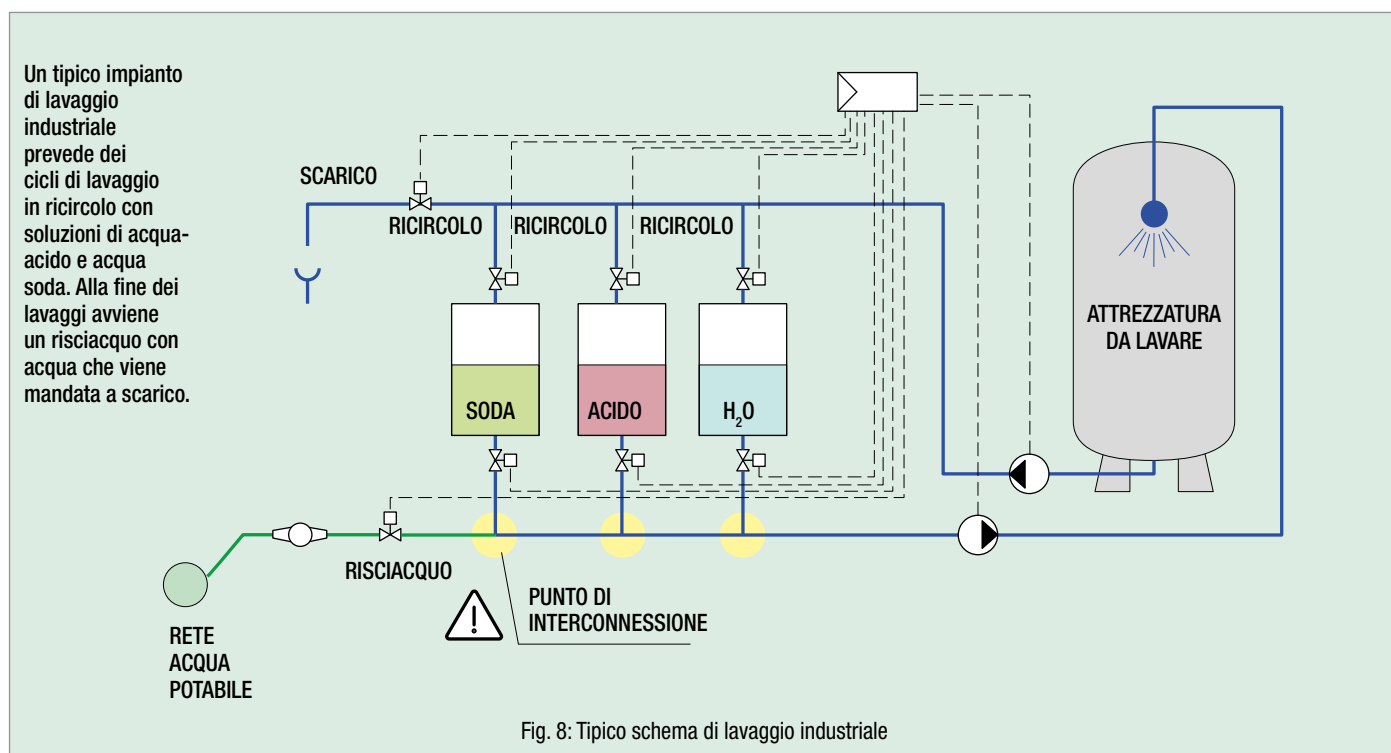 Un tipico impianto
di lavaggio
industriale
prevede dei
cicli di lavaggio
in ricircolo con
soluzioni di acqua-
acido e acqua
soda. Alla fine dei
lavaggi avviene
un risciacquo con
acqua che viene
mandata a scarico.
SCARICO
RICIRCOLO RICIRCOLO RICIRCOLO
ATTREZZATURA
DA LAVARE
SODA ACIDO H₂O
RISCIACQUO
PUNTO DI
INTERCONNESSIONE
RETE
ACQUA
POTABILE
Fig. 8: Tipico schema di lavaggio industriale